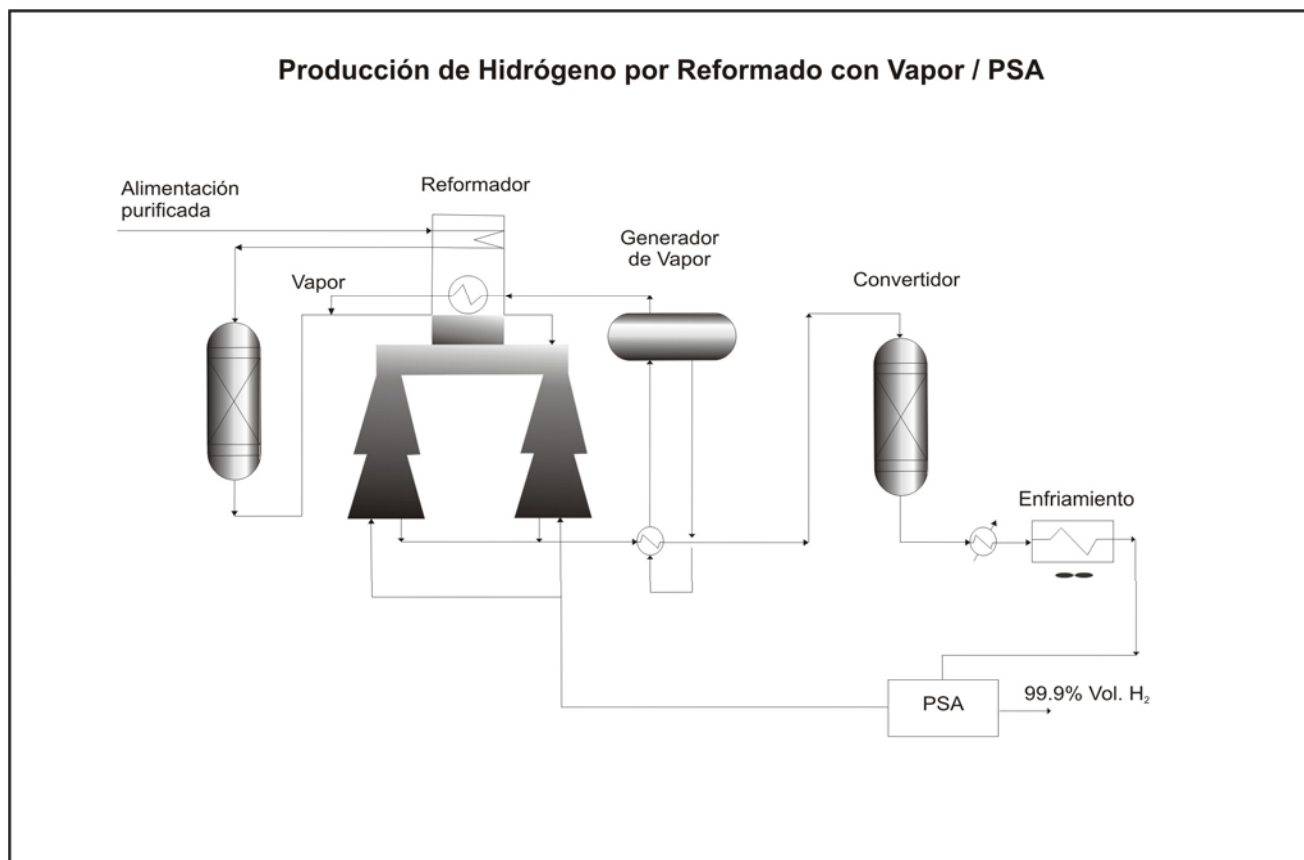 Producción de Hidrógeno por Reformado con Vapor / PSA
Alimentación
purificada
Reformador
Generador
de Vapor
Vapor
Convertidor
Enfriamiento
PSA
99.9% Vol. H₂